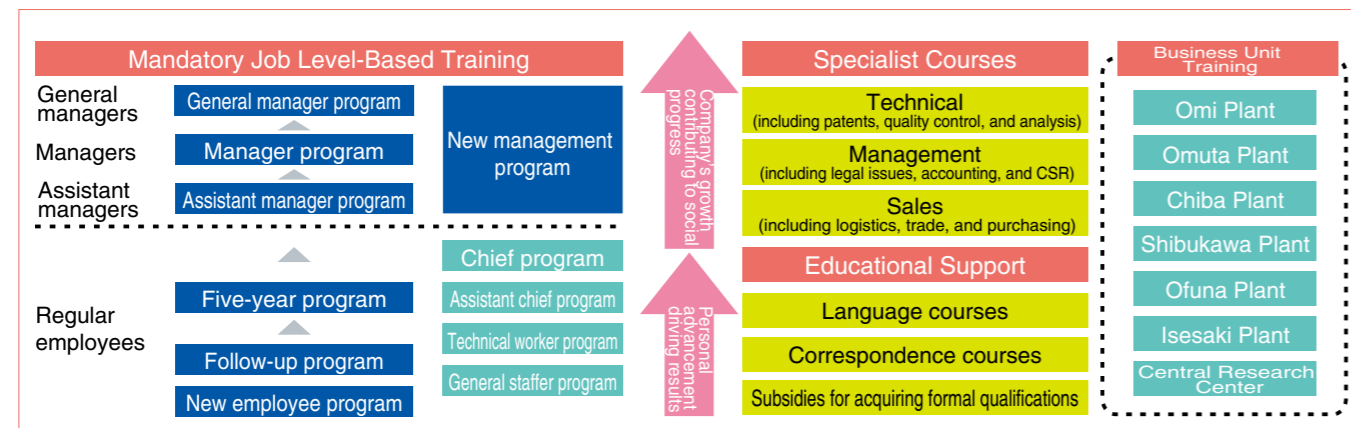 Mandatory Job Level-Based Training
General
managers
General manager program
Managers
Manager program
Assistant
managers
Assistant manager program
New management
program
Regular
employees
Five-year program
Follow-up program
New employee program
Chief program
Assistant chief program
Technical worker program
General staffer program
Company's growth
contributing to social
progress
Personal
advancement
driving results
Specialist Courses
Technical
(including patents, quality control, and analysis)
Management
(including legal issues, accounting, and CSR)
Sales
(including logistics, trade, and purchasing)
Educational Support
Language courses
Correspondence courses
Subsidies for acquiring formal qualifications
Business Unit
Training
Omi Plant
Omuta Plant
Chiba Plant
Shibukawa Plant
Ofuna Plant
Isesaki Plant
Central Research
Center